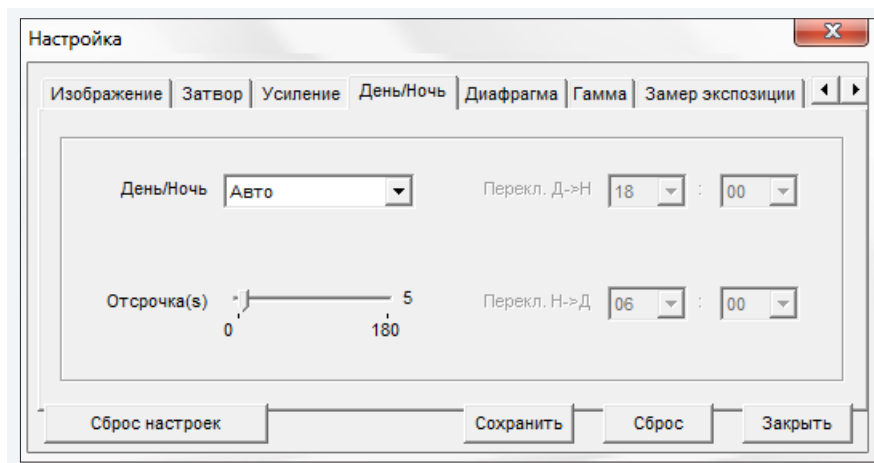 Настройка
Изображение Затвор Усиление День/Ночь Диафрагма Гамма Замер экспозиции
День/Ночь Авто Перекл. Д->Н 18 : 00
Отсрочка(s) 5 Перекл. Н->Д 06 : 00
0 180
Сброс настроек Сохранить Сброс Закрыть